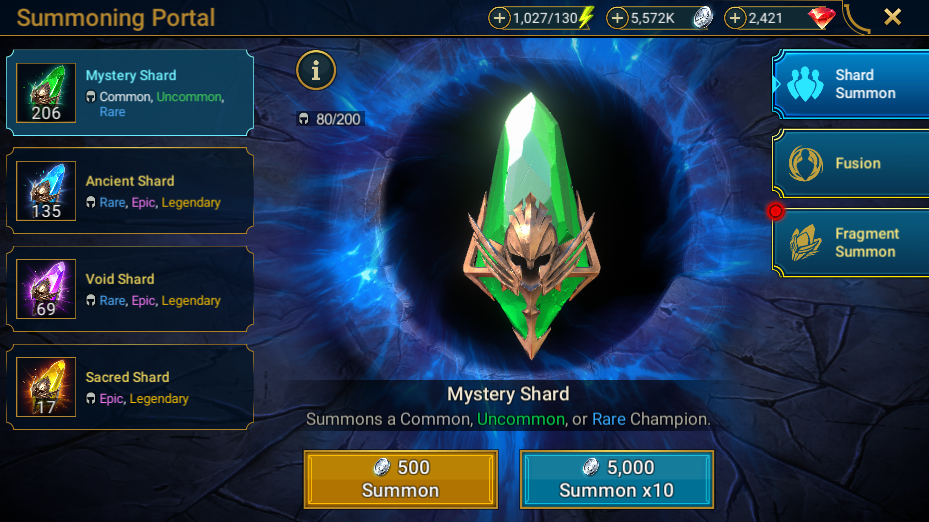 Summoning Portal
1,027/130
5,572K
2,421
Mystery Shard
Common, Uncommon,
Rare
206
Ancient Shard
Rare, Epic, Legendary
135
Void Shard
Rare, Epic, Legendary
69
Sacred Shard
Epic, Legendary
17
i
80/200
Mystery Shard
Summons a Common, Uncommon, or Rare Champion.
500
Summon
5,000
Summon x10
Shard
Summon
Fusion
Fragment
Summon